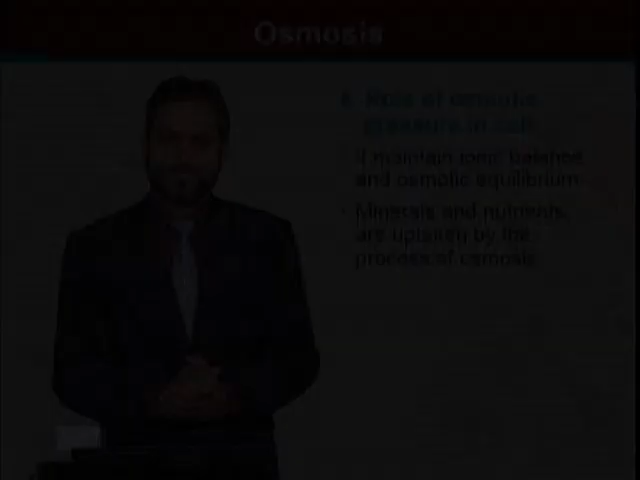 Osmosis
Role of osmotic
pressure in cell
It maintain ionic balance
and osmotic equilibrium
Minerals and nutrients
are uptaken by the
process of osmosis